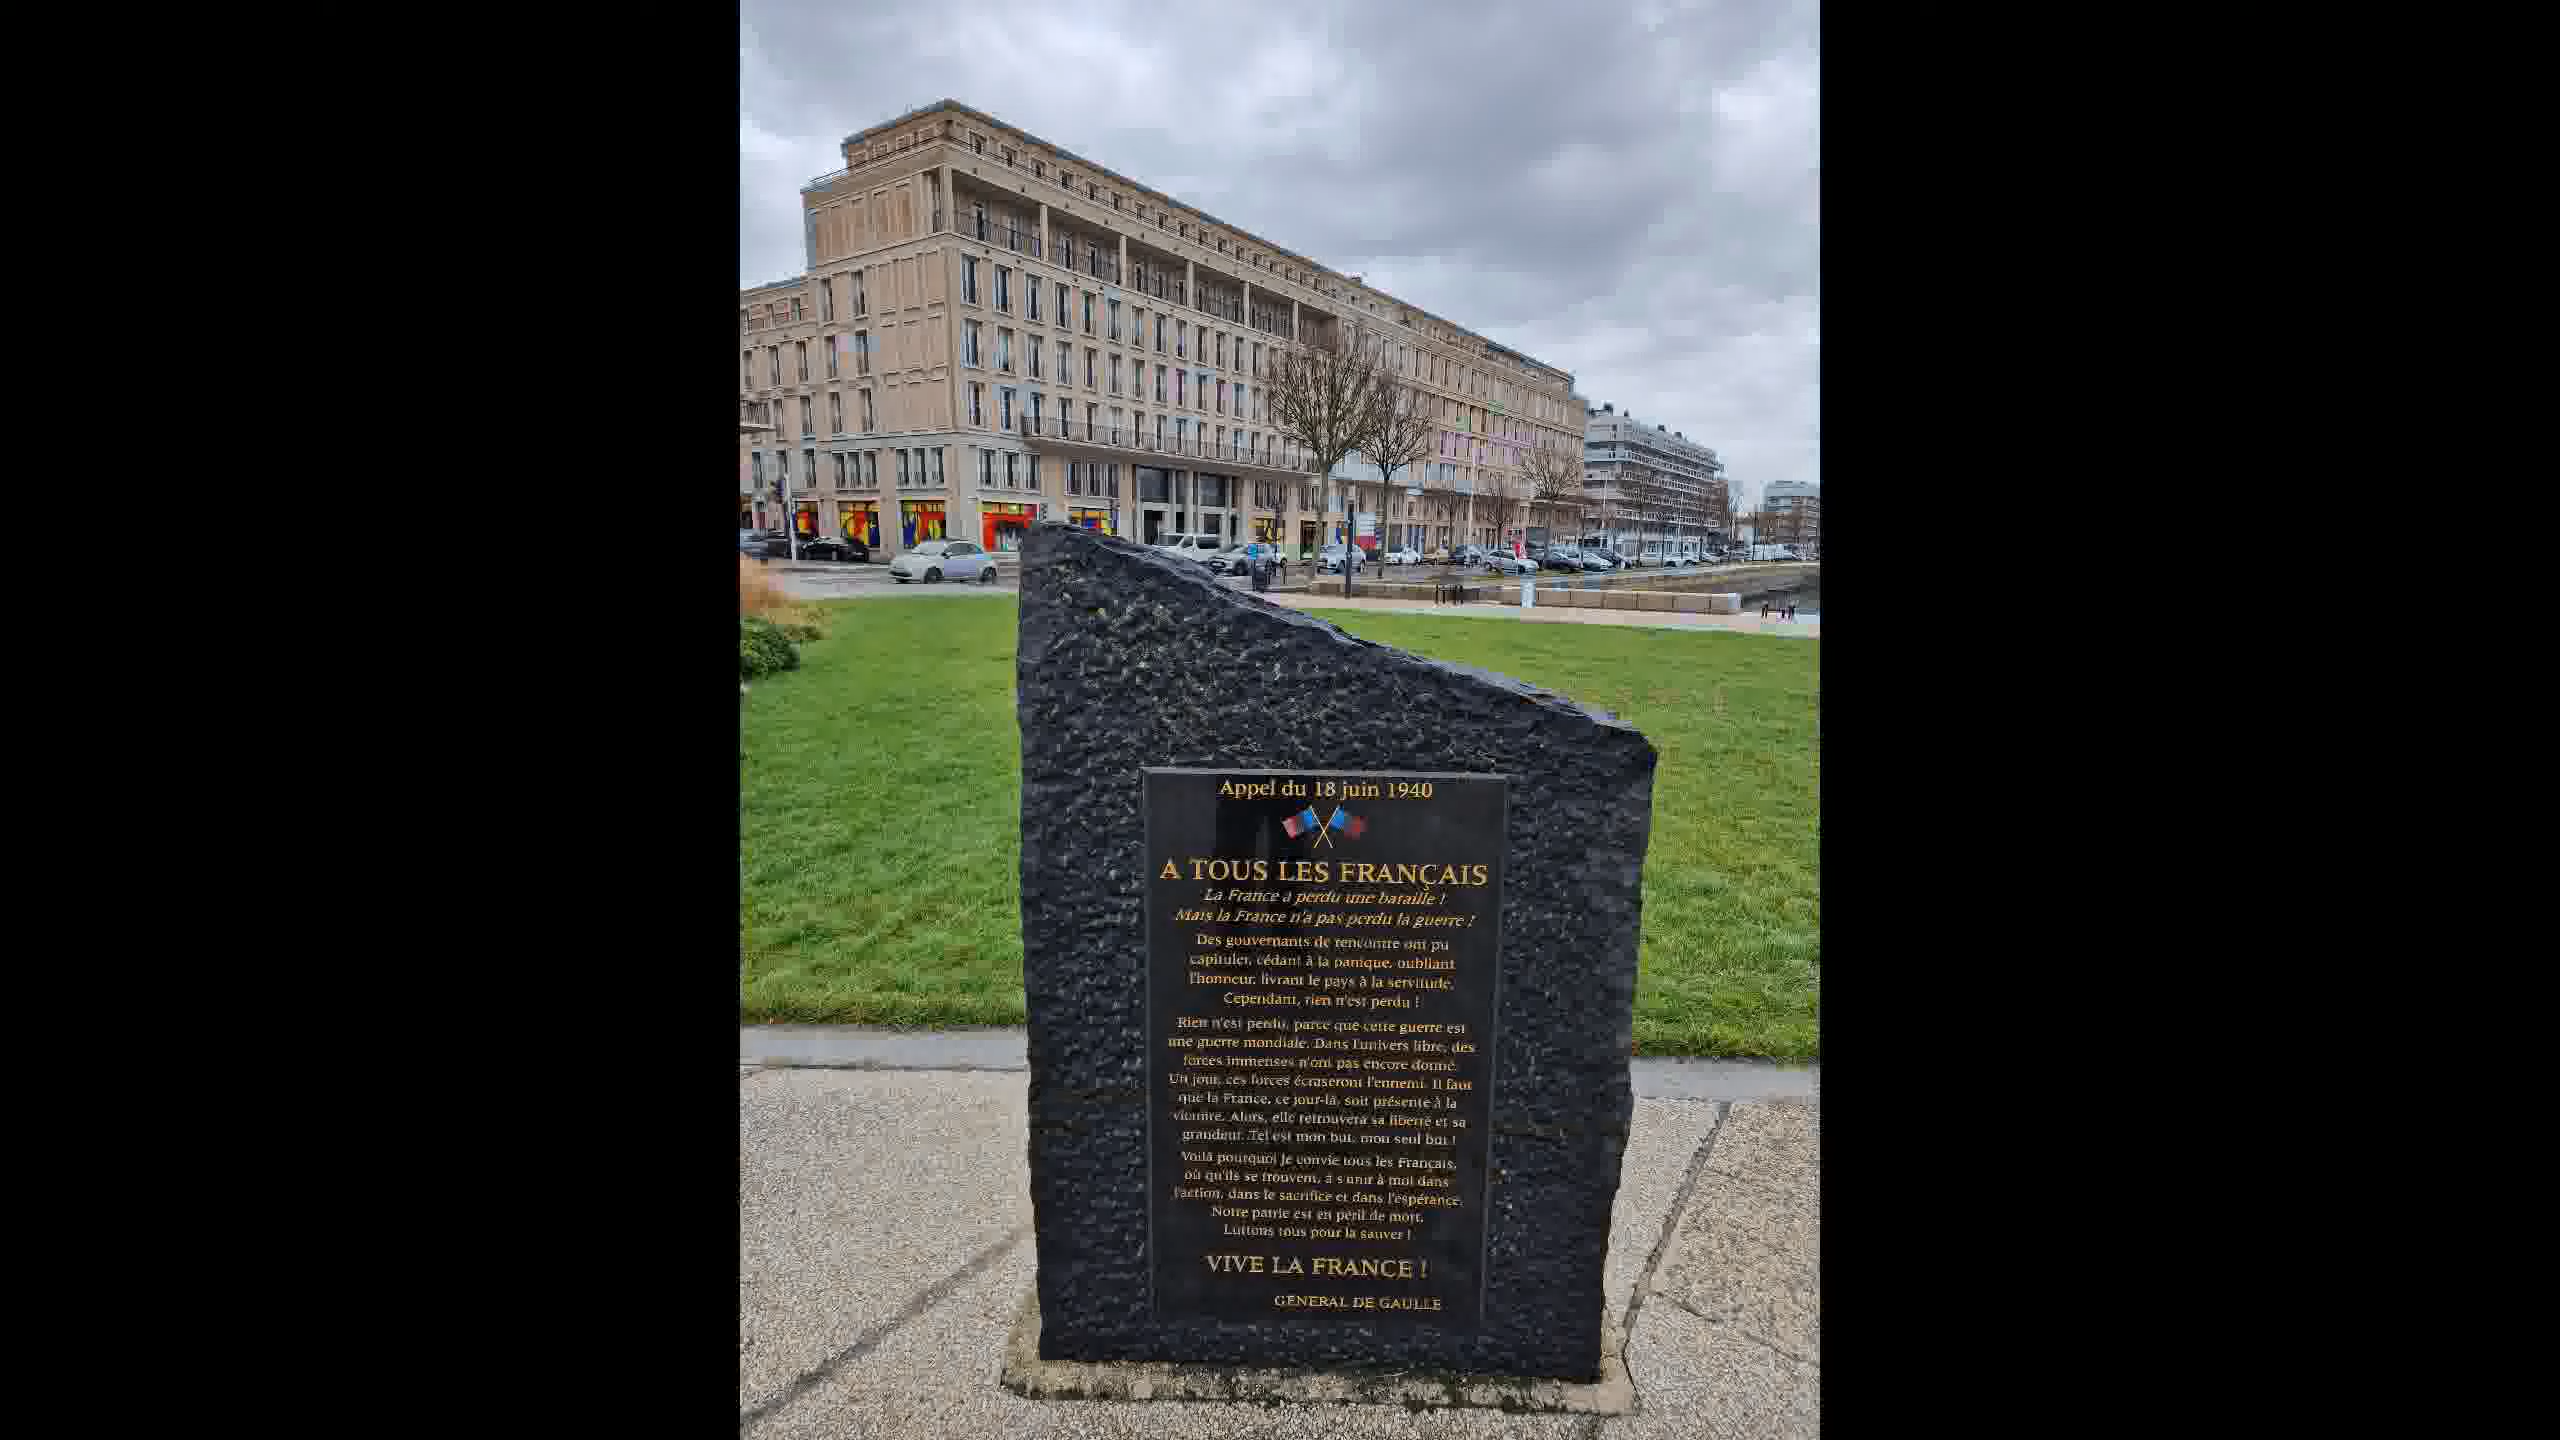 Appel du 18 juin 1940
A TOUS LES FRANÇAIS
La France a perdu une bataille !
Mais la France n'a pas perdu la guerre !
Des gouvernants de rencontre ont pu
capituler, cédant à la panique, oubliant
l'honneur, livrant le pays à la servitude.
Cependant, rien n'est perdu !
Rien n'est perdu, parce que cette guerre est
une guerre mondiale. Dans l'univers libre, des
forces immenses n'ont pas encore donné.
Un jour, ces forces écraseront l'ennemi. Il faut
que la France, ce jour-là, soit présente à la
victoire. Alors, elle retrouvera sa liberté et sa
grandeur. Tel est mon but, mon seul but !
Voilà pourquoi je convie tous les Français,
où qu'ils se trouvent, à s'unir à moi dans
l'action, dans le sacrifice et dans l'espérance.
Notre patrie est en péril de mort.
Luttons tous pour la sauver !
VIVE LA FRANCE !
GENERAL DE GAULLE